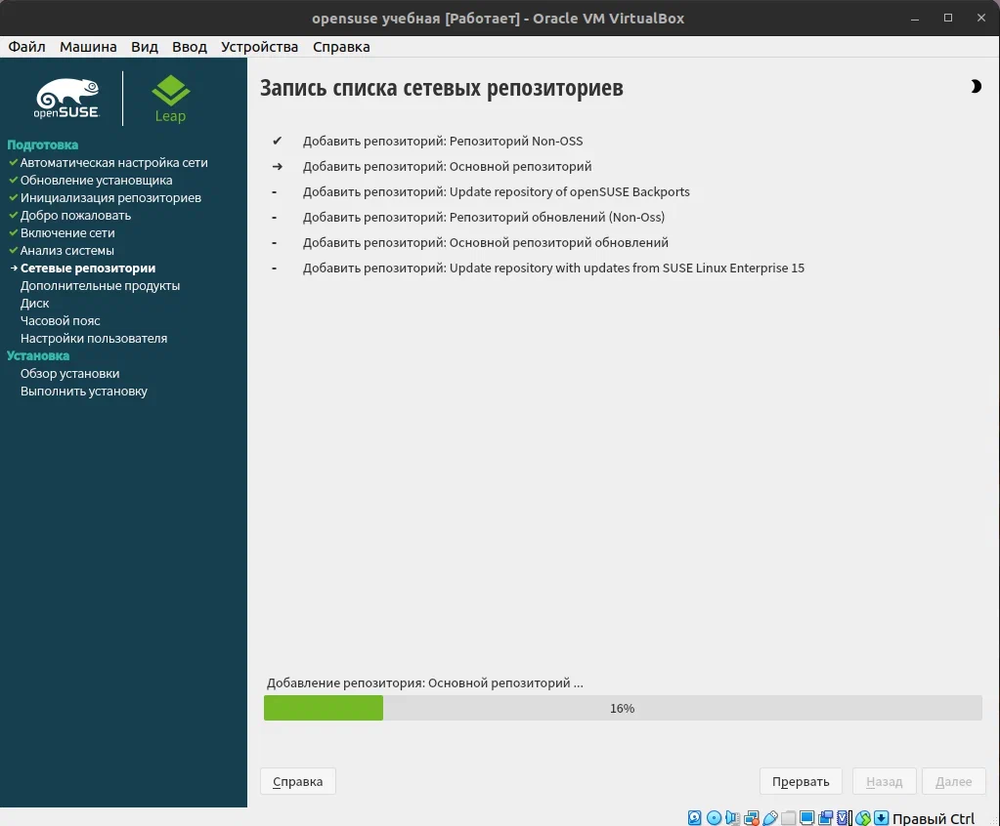 opensuse учебная [Работает] - Oracle VM VirtualBox
Файл Машина Вид Ввод Устройства Справка
openSUSE
Leap
Подготовка
Автоматическая настройка сети
Обновление установщика
Инициализация репозиториев
Добро пожаловать
Включение сети
Анализ системы
Сетевые репозитории
Дополнительные продукты
Диск
Часовой пояс
Настройки пользователя
Установка
Обзор установки
Выполнить установку
Запись списка сетевых репозиториев
✔ Добавить репозиторий: Репозиторий Non-OSS
➔ Добавить репозиторий: Основной репозиторий
- Добавить репозиторий: Update repository of openSUSE Backports
- Добавить репозиторий: Репозиторий обновлений (Non-Oss)
- Добавить репозиторий: Основной репозиторий обновлений
- Добавить репозиторий: Update repository with updates from SUSE Linux Enterprise 15
Добавление репозитория: Основной репозиторий ...
16%
Справка Прервать Назад Далее
Правый Ctrl